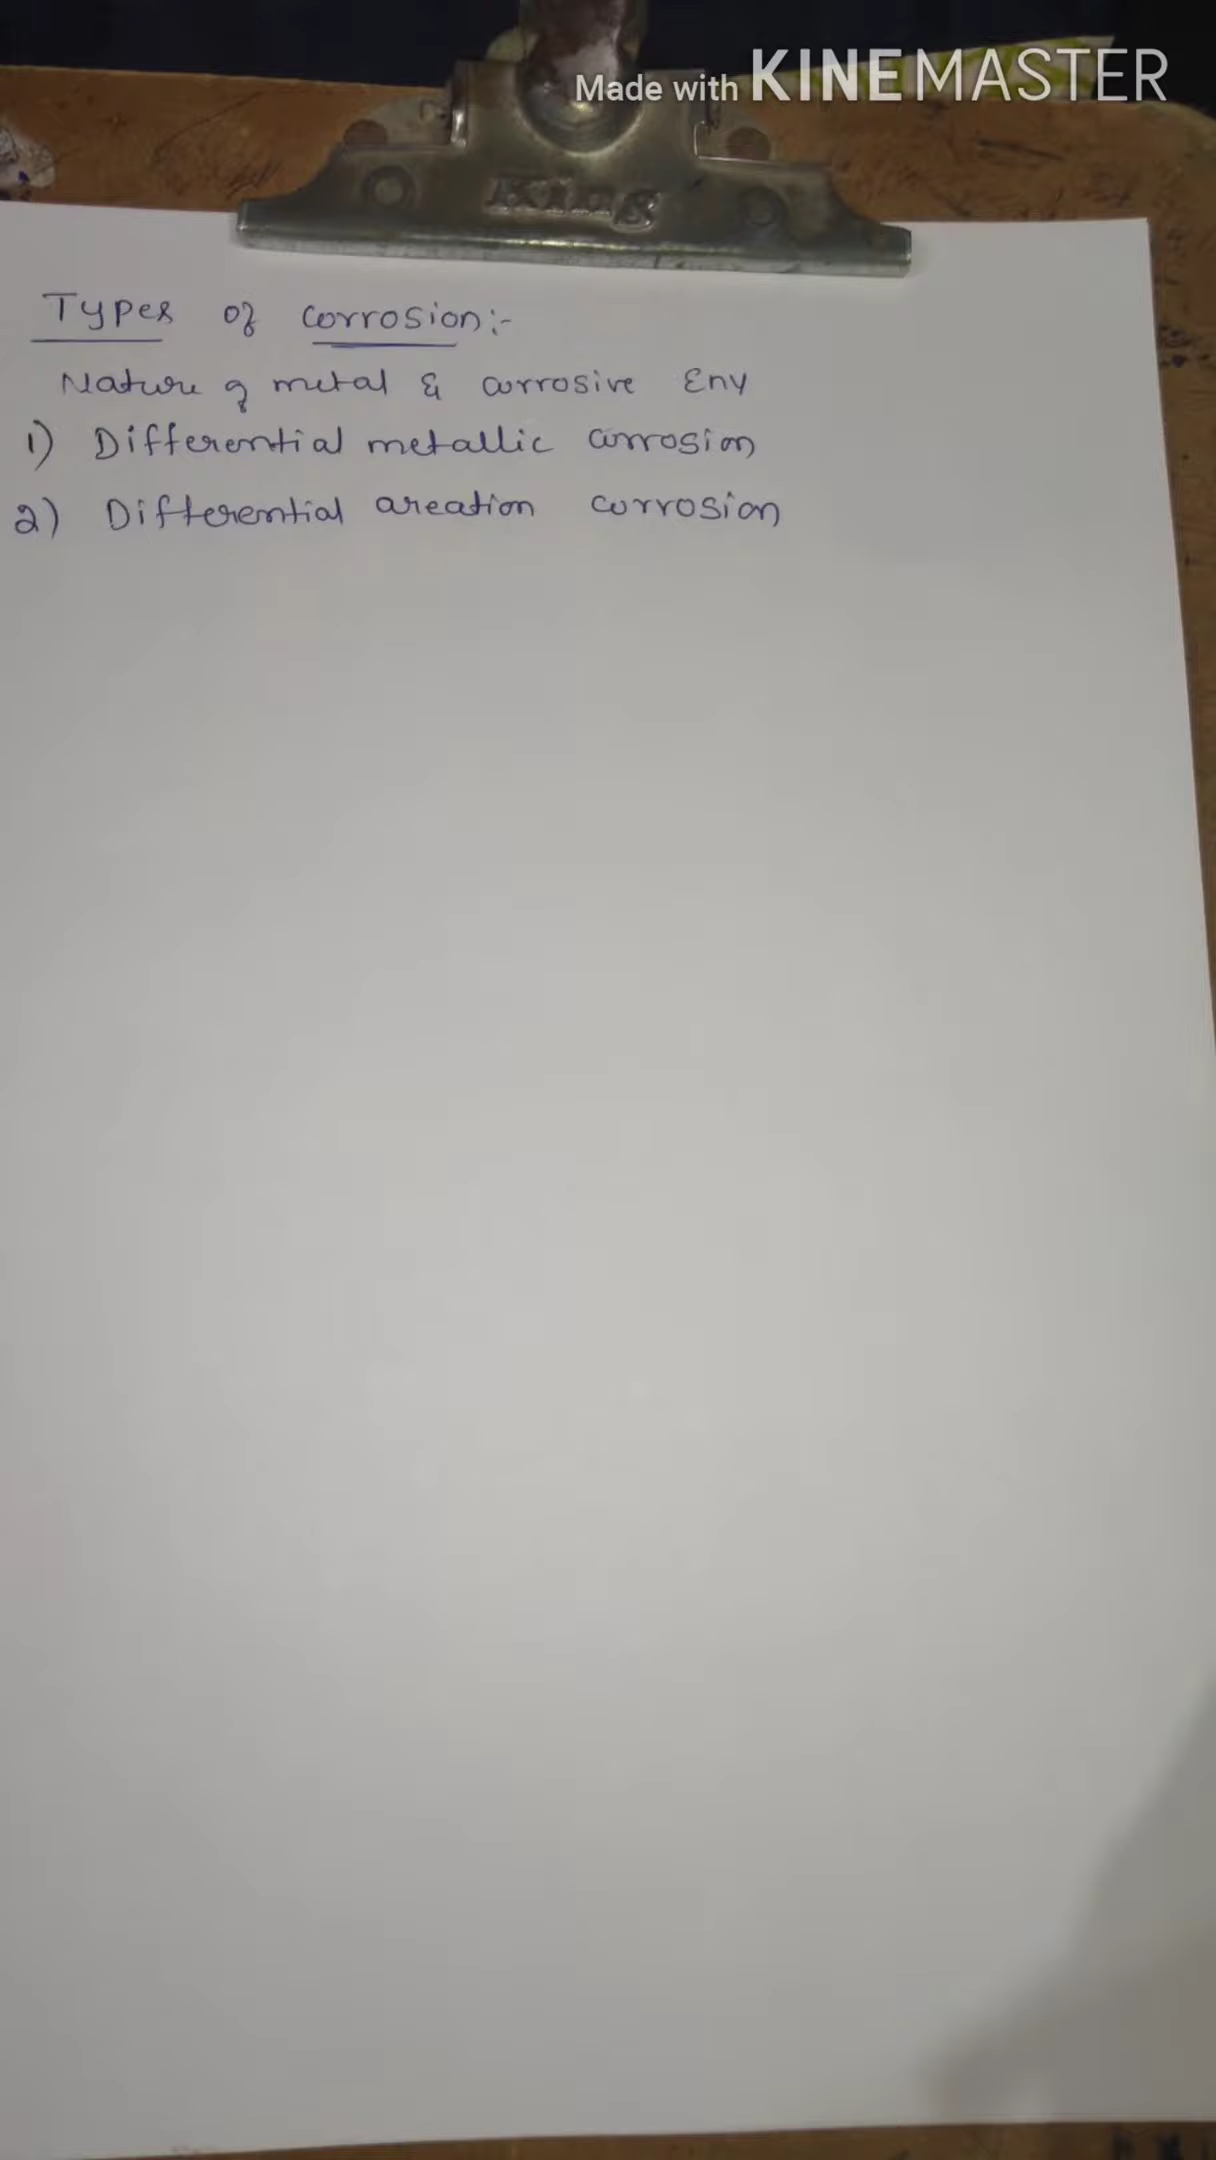 Made with KINEMASTER
King
Types of corrosion:-
Nature of metal & corrosive Env
1) Differential metallic corrosion
2) Differential areation corrosion